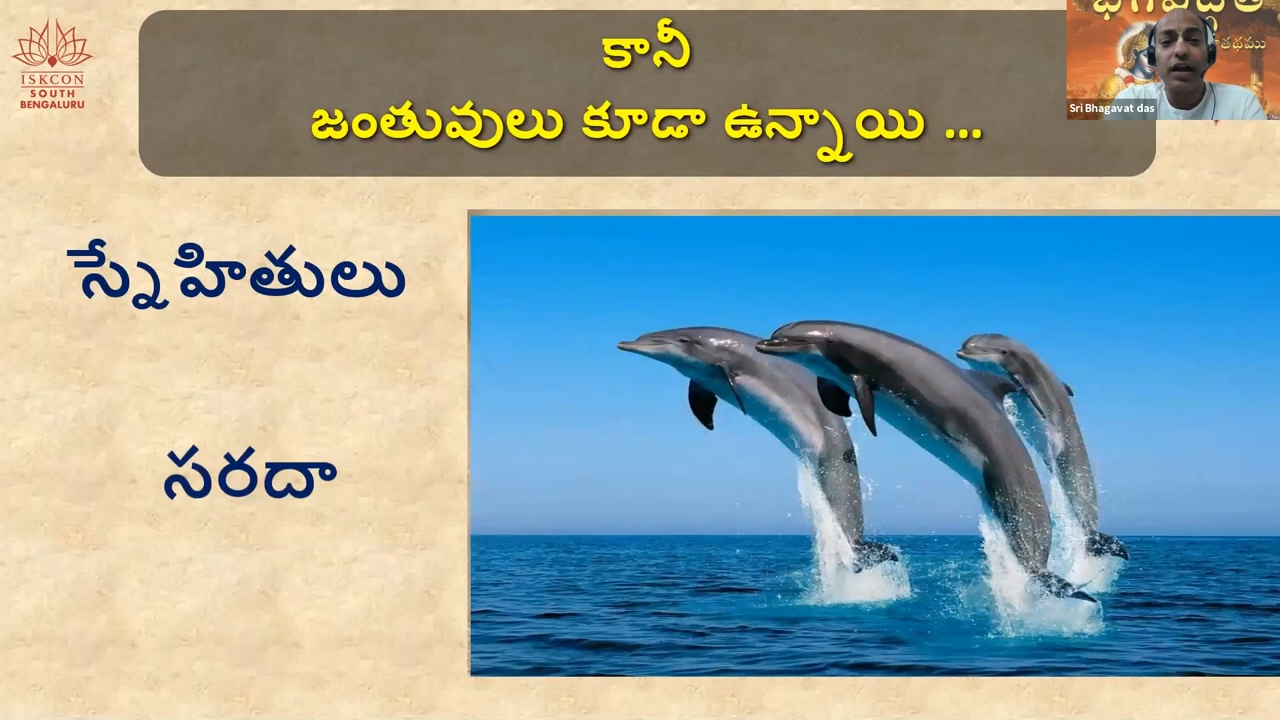 ISKCON
SOUTH
BENGALURU
కానీ
జంతువులు కూడా ఉన్నాయి ...
Sri Bhagavat das
స్నేహితులు
సరదా